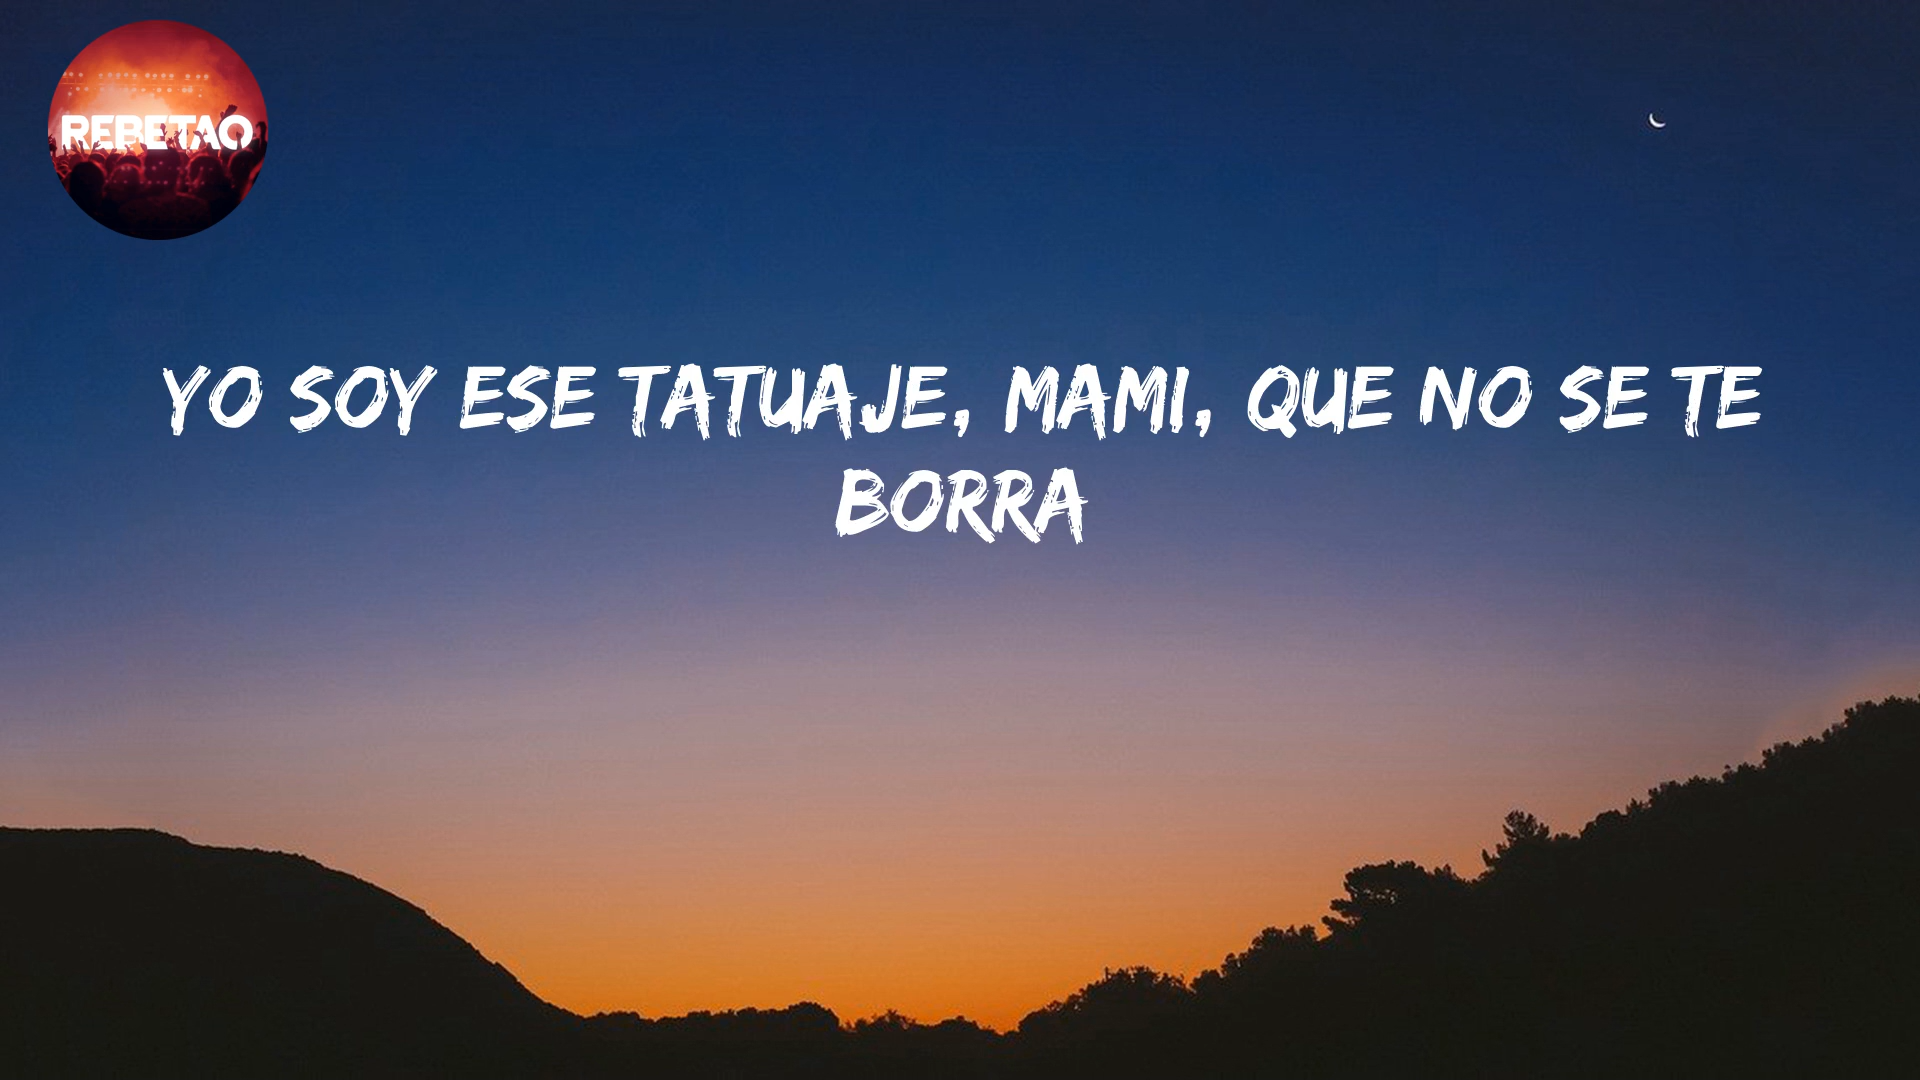 REBETAO
YO SOY ESE TATUAJE, MAMI, QUE NO SE TE
BORRA